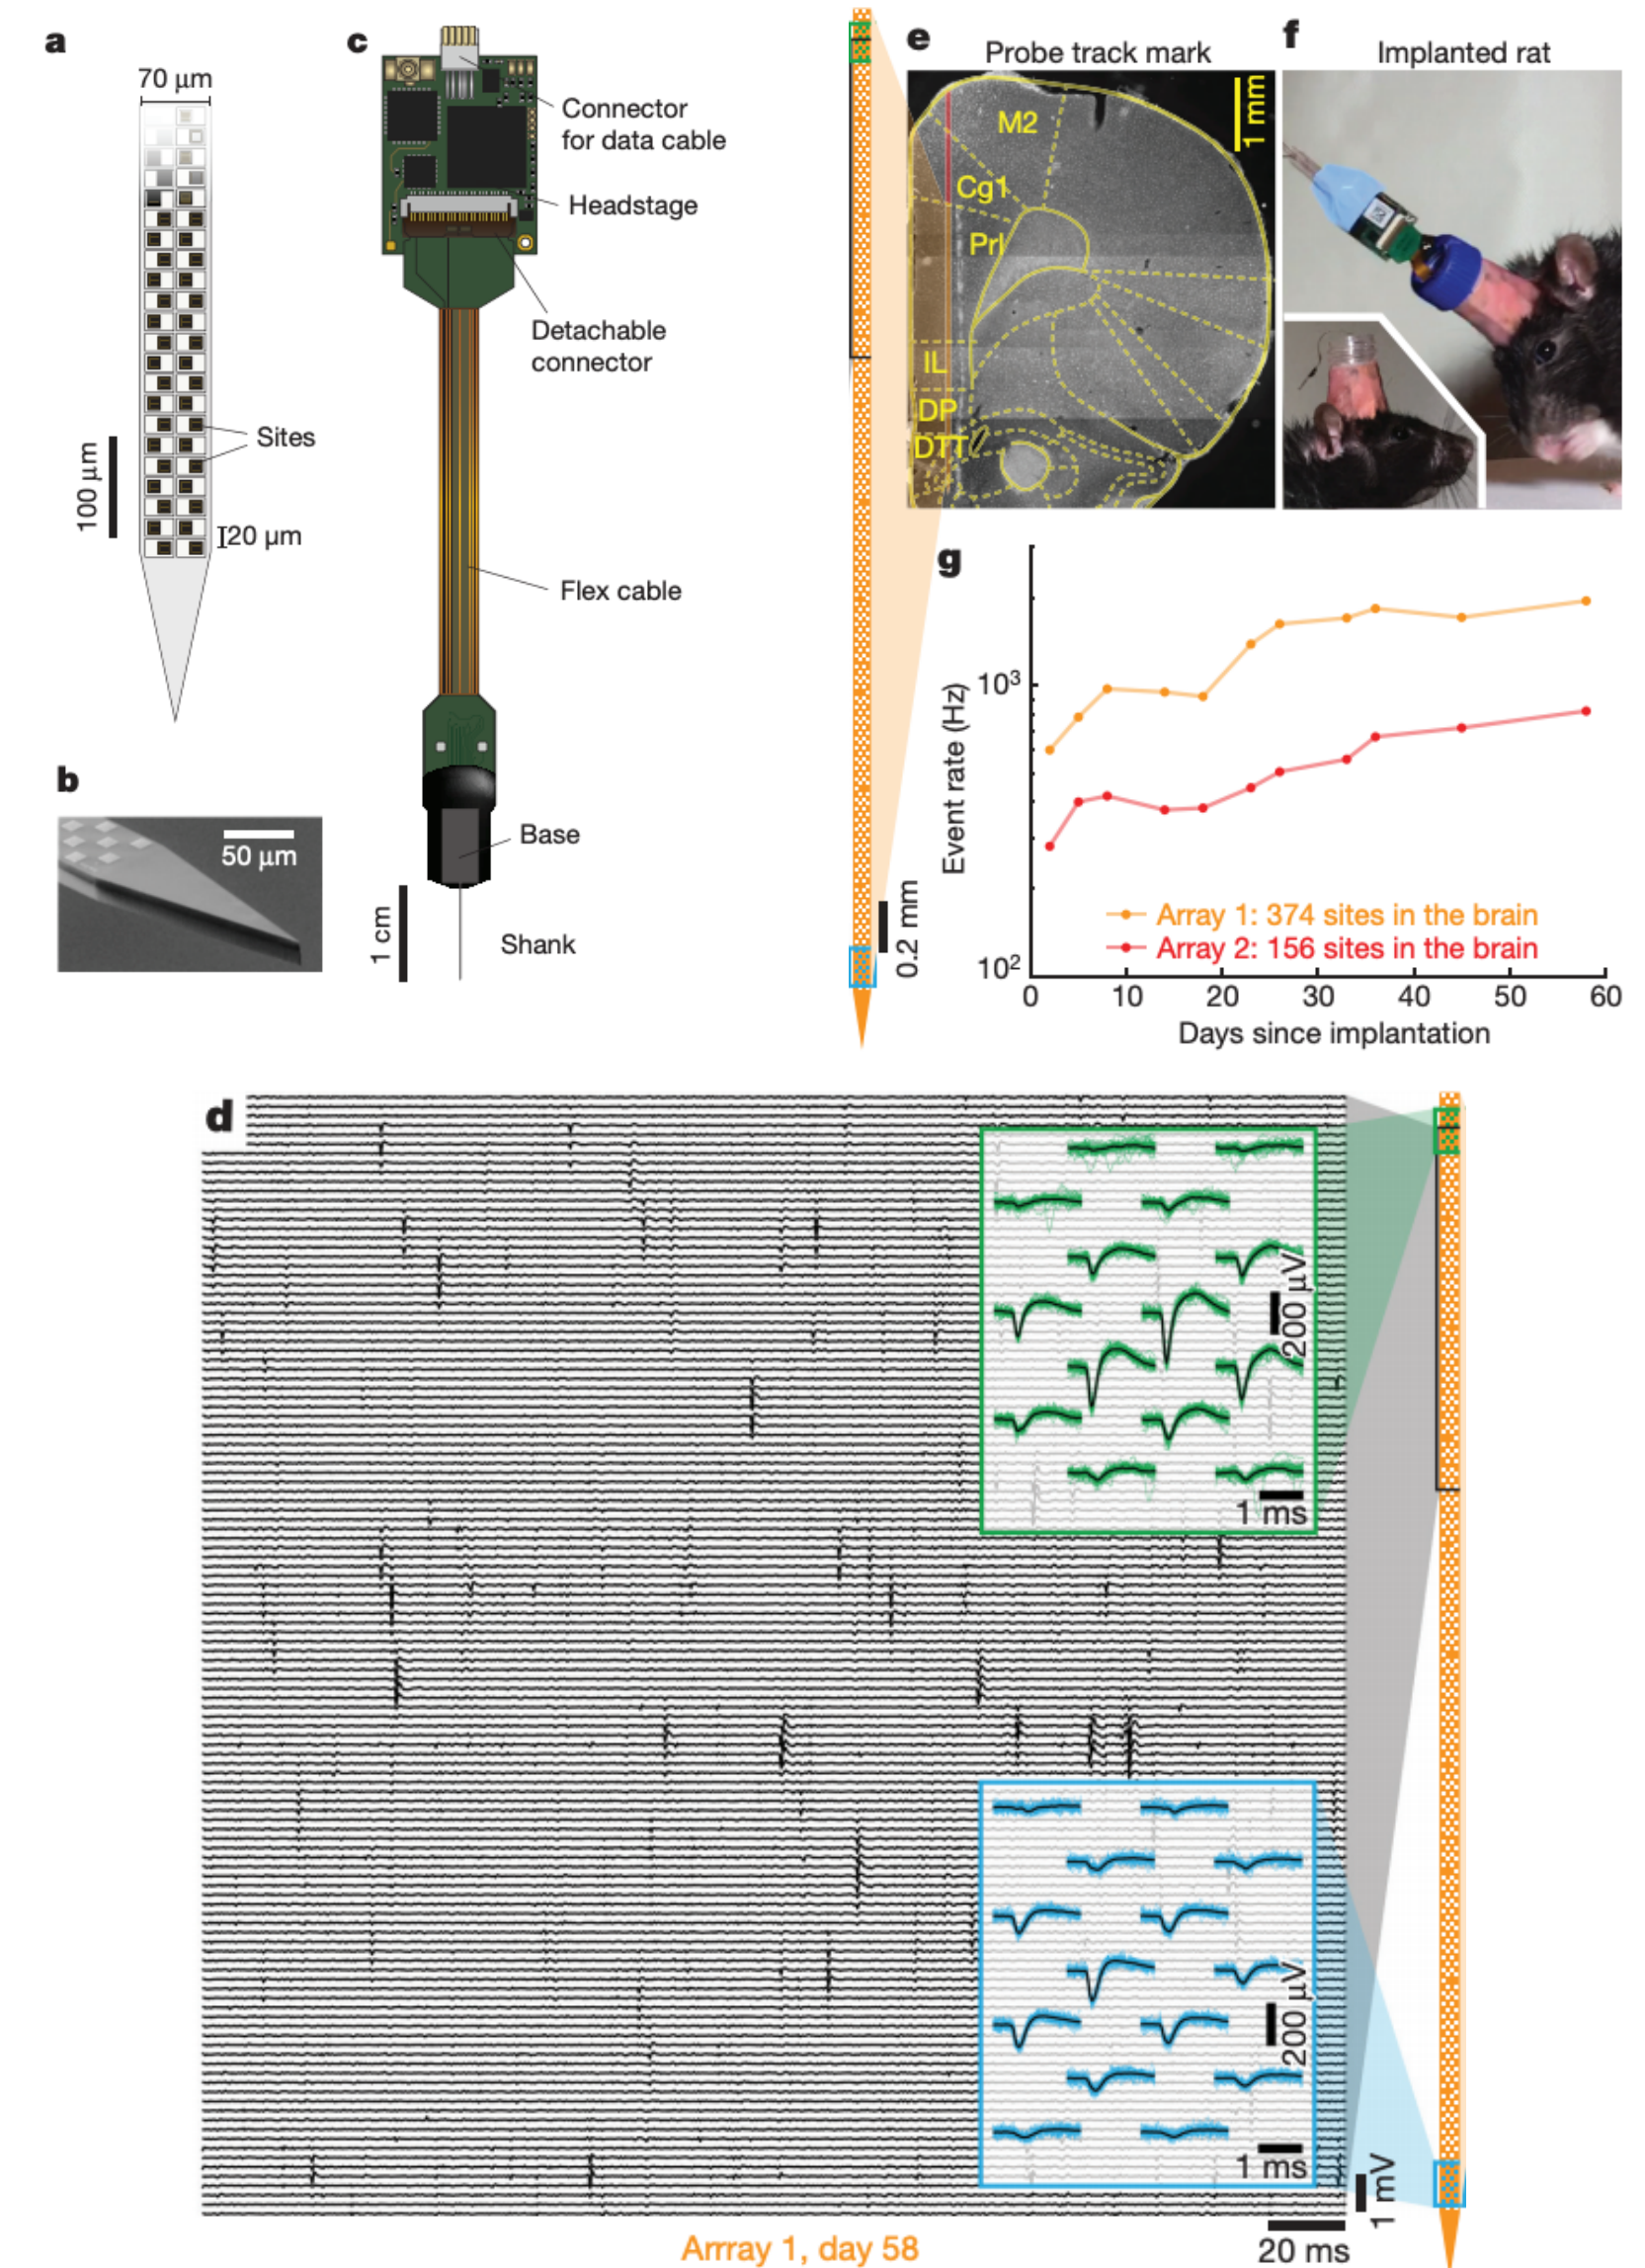 a
70 µm
Sites
100 µm
20 µm
b
50 µm
c
Connector
for data cable
Headstage
Detachable
connector
Flex cable
Base
1 cm
Shank
0.2 mm
e
Probe track mark
M2
Cg1
Prl
IL
DP
DTT
1 mm
f
Implanted rat
g
Event rate (Hz)
10³
10²
Array 1: 374 sites in the brain
Array 2: 156 sites in the brain
0 10 20 30 40 50 60
Days since implantation
d
200 µV
1 ms
200 µV
1 ms
1 mV
20 ms
Arrray 1, day 58